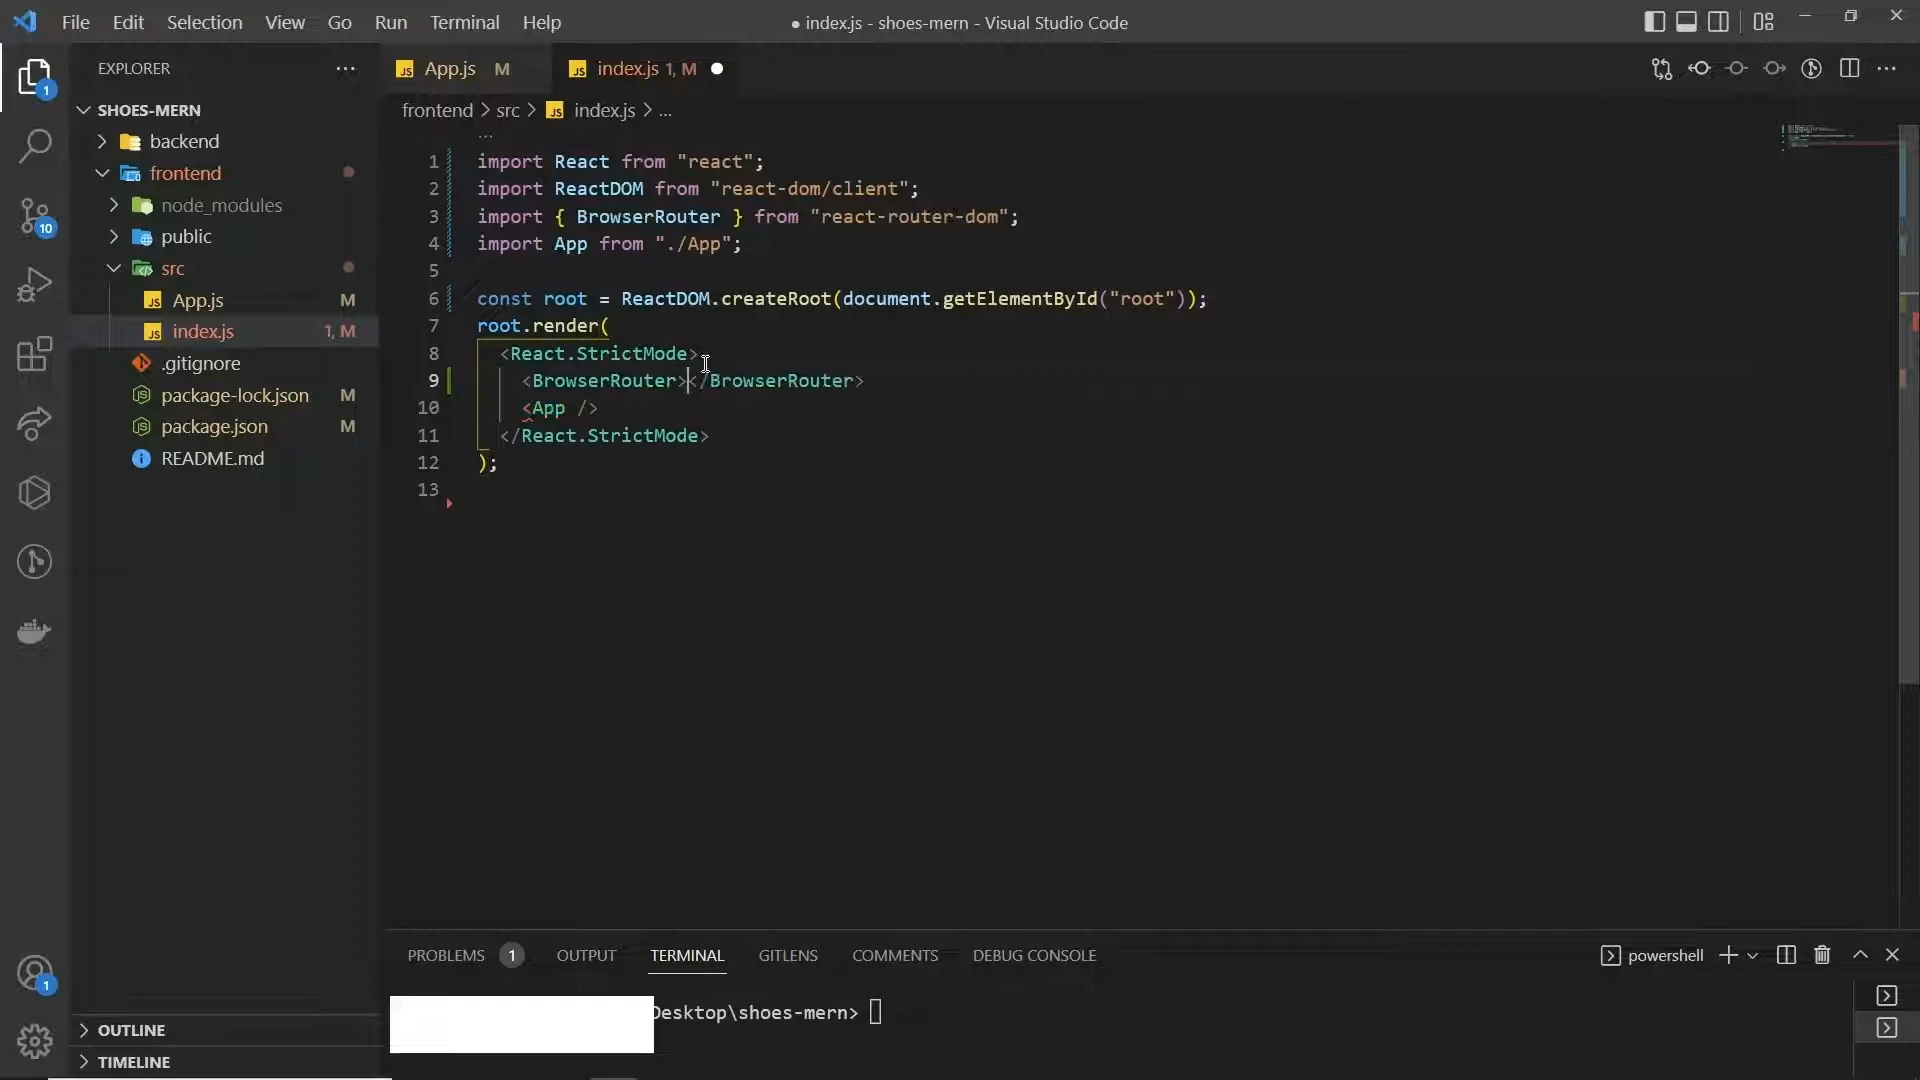 File Edit Selection View Go Run Terminal Help
● index.js - shoes-mern - Visual Studio Code
EXPLORER
SHOES-MERN
backend
frontend
node_modules
public
src
App.js M
index.js 1, M
.gitignore
package-lock.json M
package.json M
README.md
OUTLINE
TIMELINE
1
10
1
App.js M
index.js 1, M
frontend > src > index.js > ...
1 import React from "react";
2 import ReactDOM from "react-dom/client";
3 import { BrowserRouter } from "react-router-dom";
4 import App from "./App";
5
6 const root = ReactDOM.createRoot(document.getElementById("root"));
7 root.render(
8 <React.StrictMode>
9 <BrowserRouter></BrowserRouter>
10 <App />
11 </React.StrictMode>
12 );
13
PROBLEMS 1 OUTPUT TERMINAL GITLENS COMMENTS DEBUG CONSOLE
powershell
Desktop\shoes-mern>